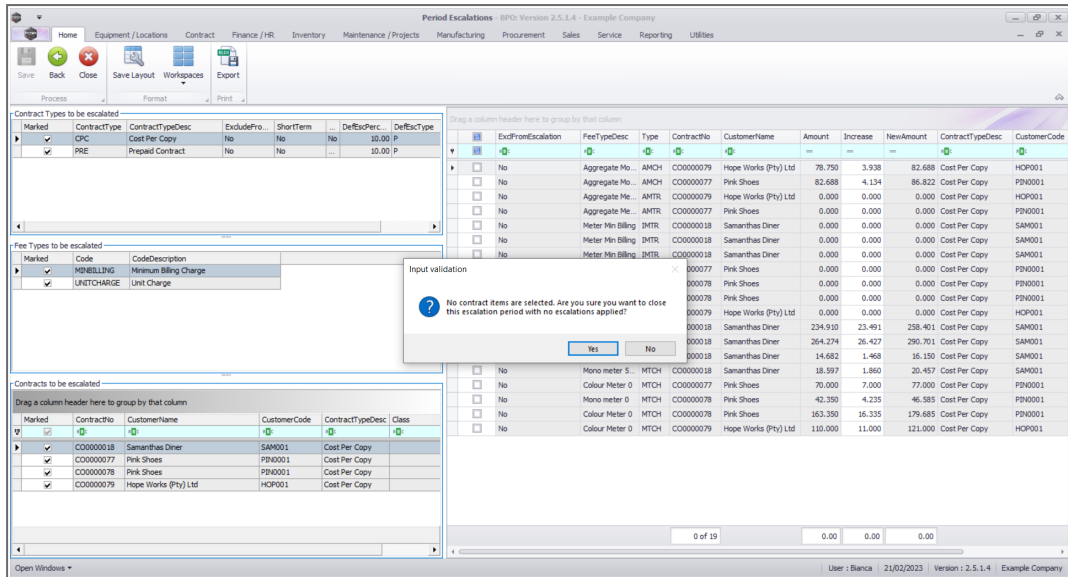 Period Escalations - BPO: Version 2.5.1.4 - Example Company
Home Equipment / Locations Contract Finance / HR Inventory Maintenance / Projects Manufacturing Procurement Sales Service Reporting Utilities
Save Back Close Save Layout Workspaces Export
Process Format Print
Contract Types to be escalated
Marked ContractType ContractTypeDesc ExcludeFro... ShortTerm ... DefEscPerc... DefEscType
CPC Cost Per Copy No No No 10.00 P
PRE Prepaid Contract No No ... 10.00 P
Fee Types to be escalated
Marked Code CodeDescription
MINBILLING Minimum Billing Charge
UNITCHARGE Unit Charge
Contracts to be escalated
Drag a column header here to group by that column
Marked ContractNo CustomerName CustomerCode ContractTypeDesc Class
CO0000018 Samanthas Diner SAM001 Cost Per Copy
CO0000077 Pink Shoes PIN0001 Cost Per Copy
CO0000078 Pink Shoes PIN0001 Cost Per Copy
CO0000079 Hope Works (Pty) Ltd HOP001 Cost Per Copy
Drag a column header here to group by that column
ExclFromEscalation FeeTypeDesc Type ContractNo CustomerName Amount Increase NewAmount ContractTypeDesc CustomerCode
= = =
No Aggregate Mo... AMCH CO0000079 Hope Works (Pty) Ltd 78.750 3.938 82.688 Cost Per Copy HOP001
No Aggregate Mo... AMCH CO0000077 Pink Shoes 82.688 4.134 86.822 Cost Per Copy PIN0001
No Aggregate Me... AMTR CO0000079 Hope Works (Pty) Ltd 0.000 0.000 0.000 Cost Per Copy HOP001
No Aggregate Me... AMTR CO0000077 Pink Shoes 0.000 0.000 0.000 Cost Per Copy PIN0001
No Meter Min Billing IMTR CO0000018 Samanthas Diner 0.000 0.000 0.000 Cost Per Copy SAM001
No Meter Min Billing IMTR CO0000018 Samanthas Diner 0.000 0.000 0.000 Cost Per Copy SAM001
No Meter Min Billing IMTR CO0000018 Samanthas Diner 0.000 0.000 0.000 Cost Per Copy SAM001
0000077 Pink Shoes 0.000 0.000 0.000 Cost Per Copy PIN0001
0000078 Pink Shoes 0.000 0.000 0.000 Cost Per Copy PIN0001
0000078 Pink Shoes 0.000 0.000 0.000 Cost Per Copy PIN0001
0000079 Hope Works (Pty) Ltd 0.000 0.000 0.000 Cost Per Copy HOP001
0000018 Samanthas Diner 234.910 23.491 258.401 Cost Per Copy SAM001
0000018 Samanthas Diner 264.274 26.427 290.701 Cost Per Copy SAM001
0000018 Samanthas Diner 14.682 1.468 16.150 Cost Per Copy SAM001
No Mono meter S... MTCH CO0000018 Samanthas Diner 18.597 1.860 20.457 Cost Per Copy SAM001
No Colour Meter 0 MTCH CO0000077 Pink Shoes 70.000 7.000 77.000 Cost Per Copy PIN0001
No Mono meter 0 MTCH CO0000078 Pink Shoes 42.350 4.235 46.585 Cost Per Copy PIN0001
No Colour Meter 0 MTCH CO0000078 Pink Shoes 163.350 16.335 179.685 Cost Per Copy PIN0001
No Colour Meter 0 MTCH CO0000079 Hope Works (Pty) Ltd 110.000 11.000 121.000 Cost Per Copy HOP001
0 of 19 0.00 0.00 0.00
Input validation
No contract items are selected. Are you sure you want to close
this escalation period with no escalations applied?
Yes No
Open Windows User : Bianca 21/02/2023 Version : 2.5.1.4 Example Company